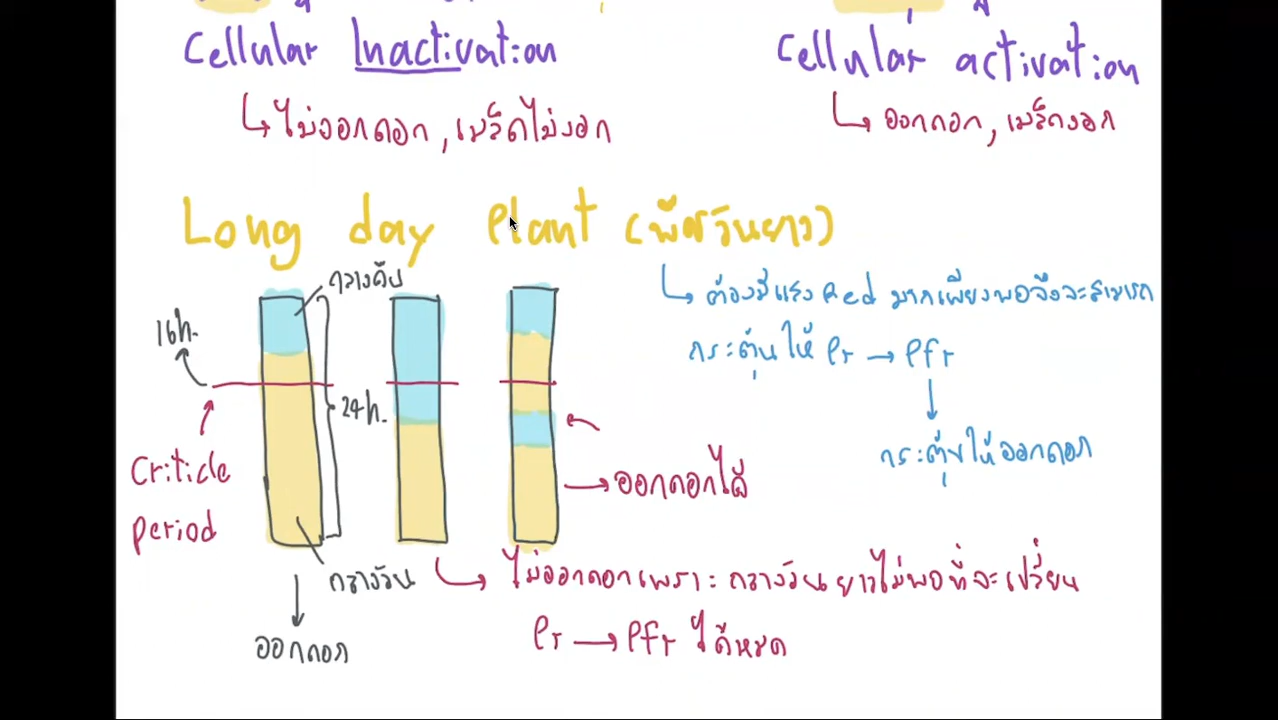 Cellular Inactivation
Cellular activation
↳ ไม่ออกดอก, เมล็ดไม่งอก
↳ ออกดอก, เมล็ดงอก
Long day Plant (พืชวันยาว)
กลางคืน
↳ ต้องมีแรง Red มากเพียงพอจึงจะสามารถ
16h.
กระตุ้นให้ Pr → Pfr
24h.
กระตุ้นให้ออกดอก
Criticle
period
→ ออกดอกได้
กลางวัน
↳ ไม่ออกดอกเพราะ กลางวันยาวไม่พอที่จะเปลี่ยน
Pr → Pfr ได้หมด
ออกดอก